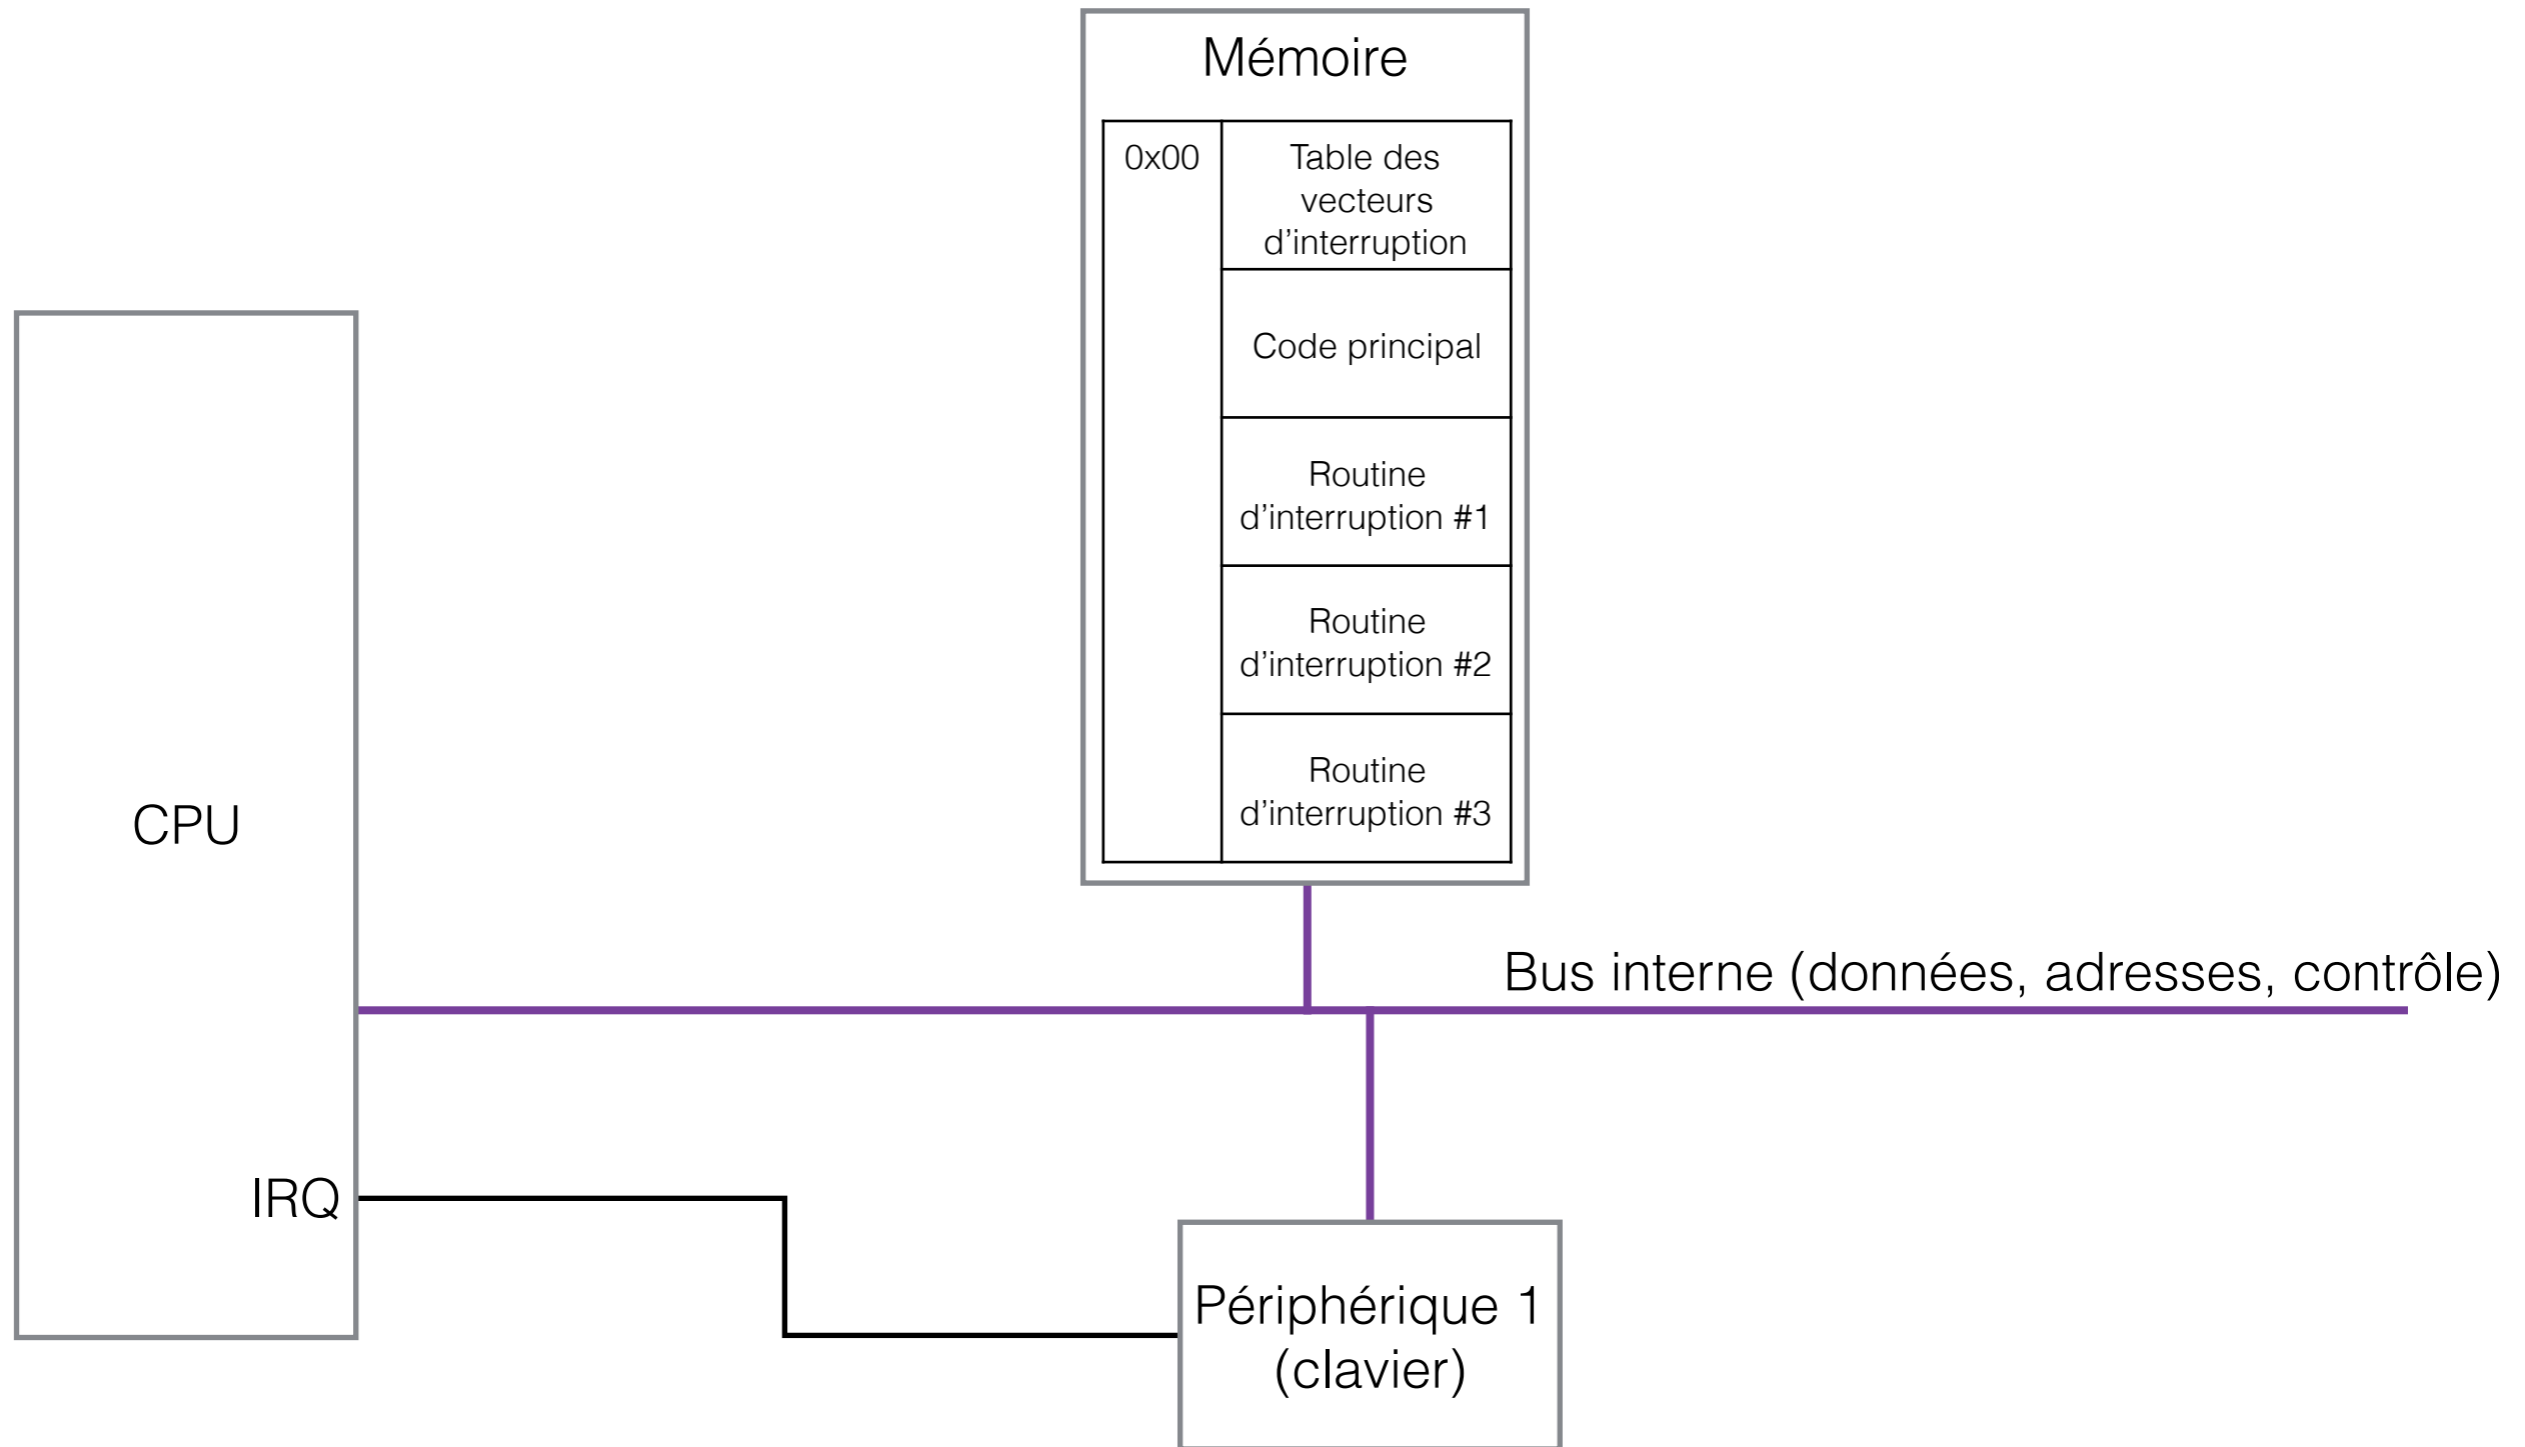 Mémoire
0x00
Table des
vecteurs
d’interruption
Code principal
Routine
d’interruption #1
Routine
d’interruption #2
Routine
d’interruption #3
CPU
Bus interne (données, adresses, contrôle)
IRQ
Périphérique 1
(clavier)